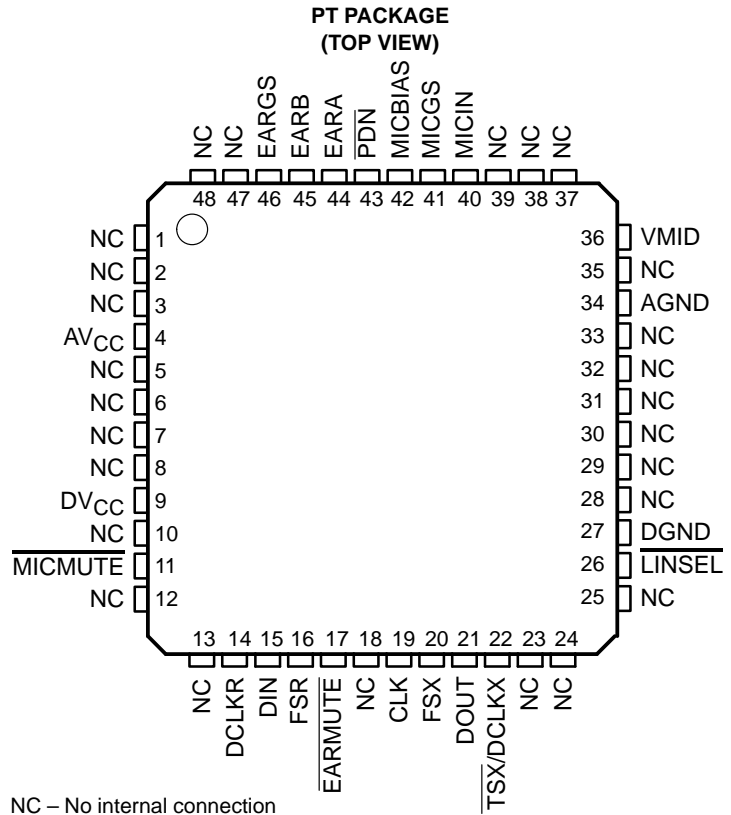 PT PACKAGE
(TOP VIEW)
NC
NC
EARGS
EARB
EARA
PDN
MICBIAS
MICGS
MICIN
NC
NC
NC
48 47 46 45 44 43 42 41 40 39 38 37
NC 1
NC 2
NC 3
AVCC 4
NC 5
NC 6
NC 7
NC 8
DVCC 9
NC 10
MICMUTE 11
NC 12
36 VMID
35 NC
34 AGND
33 NC
32 NC
31 NC
30 NC
29 NC
28 NC
27 DGND
26 LINSEL
25 NC
13 14 15 16 17 18 19 20 21 22 23 24
NC
DCLKR
DIN
FSR
EARMUTE
NC
CLK
FSX
DOUT
TSX/DCLKX
NC
NC
NC – No internal connection